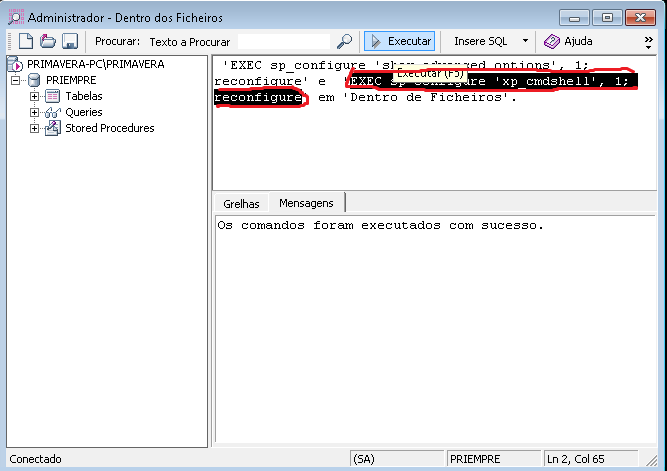 Administrador - Dentro dos Ficheiros
Procurar: Texto a Procurar Executar Insere SQL Ajuda
PRIMAVERA-PC\PRIMAVERA
PRIEMPRE
Tabelas
Queries
Stored Procedures
'EXEC sp_configure 'show advanced options', 1;
reconfigure' e 'EXEC sp_configure 'xp_cmdshell', 1;
reconfigure' em 'Dentro de Ficheiros'.
Executar (F5)
Grelhas Mensagens
Os comandos foram executados com sucesso.
Conectado (SA) PRIEMPRE Ln 2, Col 65